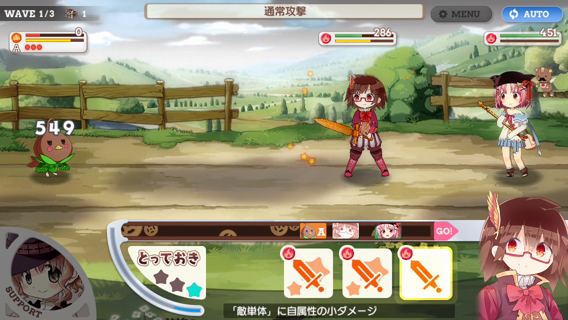 WAVE 1/3 1
通常攻撃
MENU
AUTO
0
A
286
451
549
GO!
とっておき
SUPPORT
「敵単体」に自属性の小ダメージ